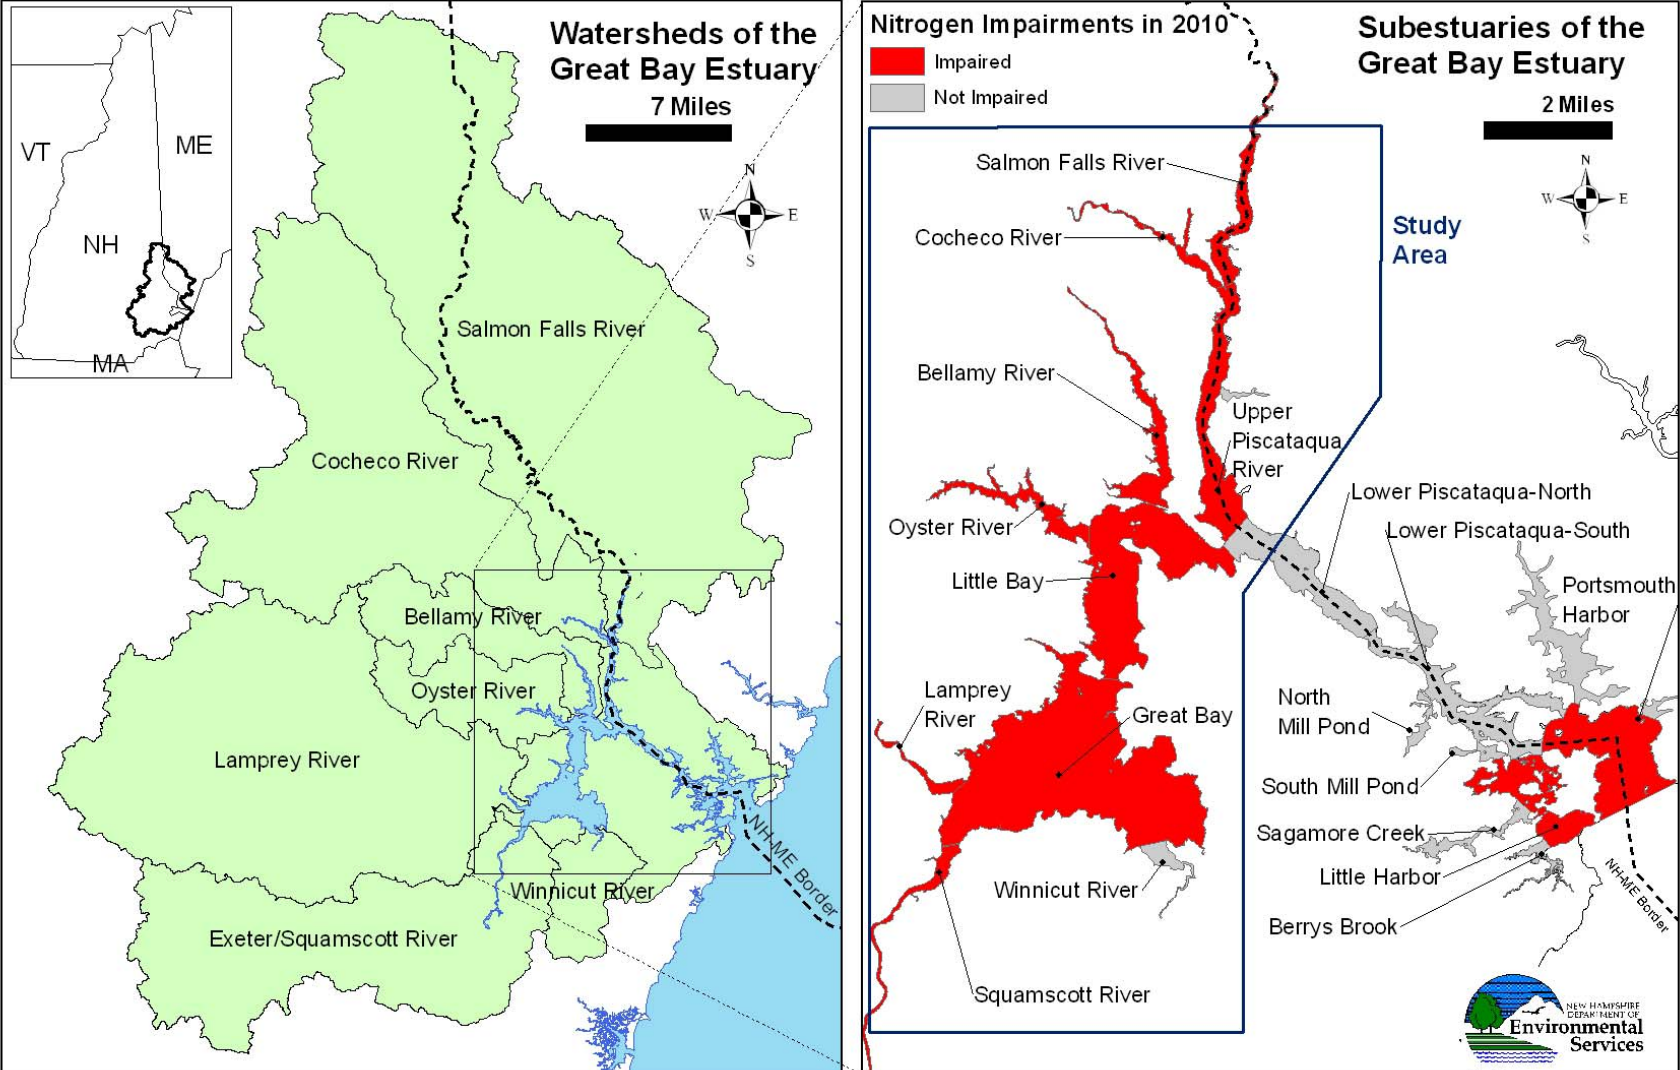 Watersheds of the
Great Bay Estuary
7 Miles
N
W
E
S
VT
ME
NH
MA
Salmon Falls River
Cocheco River
Bellamy River
Oyster River
Lamprey River
Winnicut River
Exeter/Squamscott River
NH-ME Border
Nitrogen Impairments in 2010
Impaired
Not Impaired
Subestuaries of the
Great Bay Estuary
2 Miles
N
W
E
S
Study
Area
Salmon Falls River
Cocheco River
Bellamy River
Upper
Piscataqua
River
Lower Piscataqua-North
Oyster River
Lower Piscataqua-South
Little Bay
Portsmouth
Harbor
Lamprey
River
Great Bay
North
Mill Pond
South Mill Pond
Sagamore Creek
Winnicut River
Little Harbor
NH-ME Border
Berrys Brook
Squamscott River
NEW HAMPSHIRE
DEPARTMENT OF
Environmental
Services